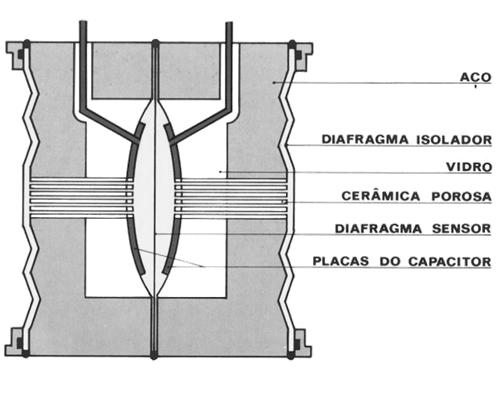 AÇO
DIAFRAGMA ISOLADOR
VIDRO
CERÂMICA POROSA
DIAFRAGMA SENSOR
PLACAS DO CAPACITOR